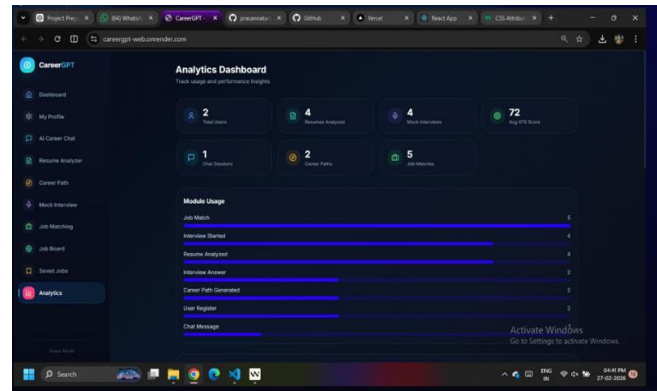 Project Prep
(64) WhatsA
CareerGPT -
GitHub
Vercel
React App
CSS Attribut
careergpt-web.onrender.com
CareerGPT
Dashboard
My Profile
AI Career Chat
Resume Analyzer
Career Path
Mock Interview
Job Matching
Job Board
Saved Jobs
Analytics
Guest Mode
Analytics Dashboard
Track usage and performance insights
2
Total Users
4
Resumes Analyzed
4
Mock Interviews
72
Avg ATS Score
1
Chat Sessions
2
Career Paths
5
Job Matches
Module Usage
Job Match 5
Interview Started 4
Resume Analyzed 4
Interview Answer 2
Career Path Generated 2
User Register 2
Chat Message
Activate Windows
Go to Settings to activate Windows.
Search
ENG
IN
04:41 PM
27-02-2026